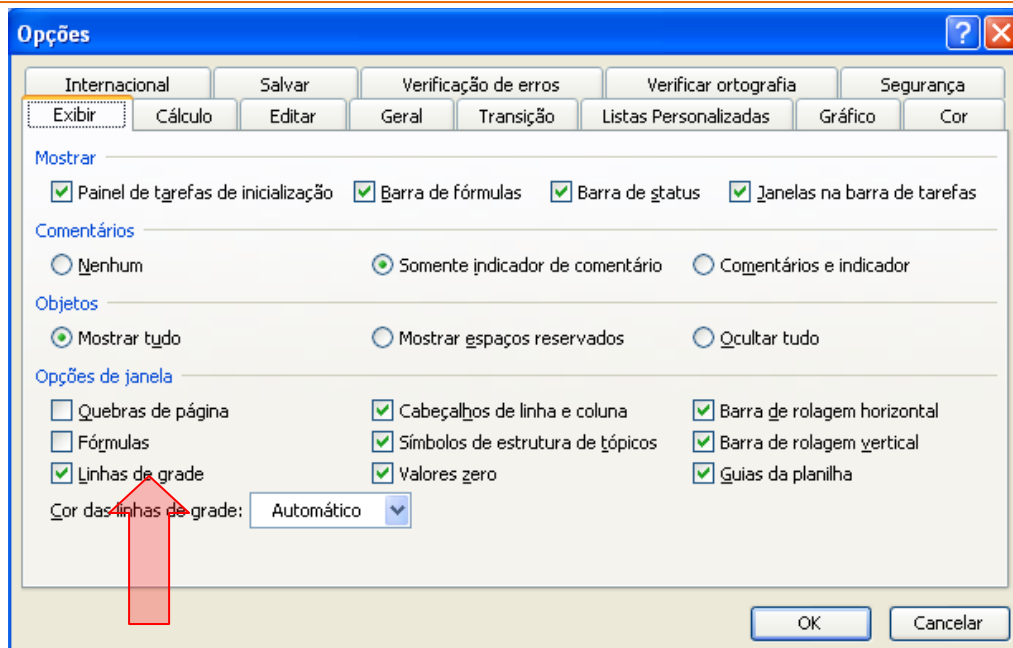 Opções
Internacional Salvar Verificação de erros Verificar ortografia Segurança
Exibir Cálculo Editar Geral Transição Listas Personalizadas Gráfico Cor
Mostrar
Painel de tarefas de inicialização Barra de fórmulas Barra de status Janelas na barra de tarefas
Comentários
Nenhum Somente indicador de comentário Comentários e indicador
Objetos
Mostrar tudo Mostrar espaços reservados Ocultar tudo
Opções de janela
Quebras de página Cabeçalhos de linha e coluna Barra de rolagem horizontal
Fórmulas Símbolos de estrutura de tópicos Barra de rolagem vertical
Linhas de grade Valores zero Guias da planilha
Cor das linhas de grade: Automático
OK Cancelar